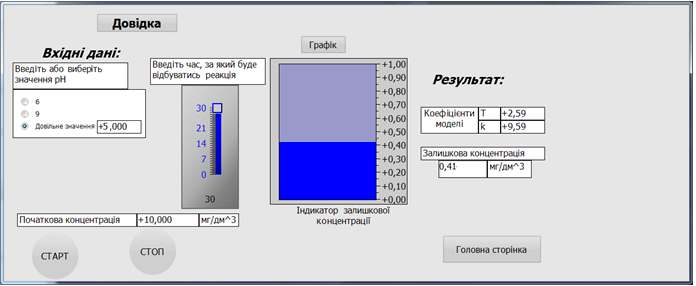 Довідка
Вхідні дані:
Введіть або виберіть
значення pH
6
9
Довільне значення +5,000
Введіть час, за який буде
відбуватись реакція
30
21
14
7
0
30
Початкова концентрація +10,000 мг/дм^3
СТАРТ
СТОП
Графік
+1,00
+0,90
+0,80
+0,70
+0,60
+0,50
+0,40
+0,30
+0,20
+0,10
+0,00
Індикатор залишкової
концентрації
Результат:
Коефіцієнти
моделі
T +2,59
k +9,59
Залишкова концентрація
0,41 мг/дм^3
Головна сторінка